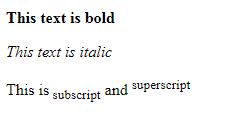 This text is bold
This text is italic
This is subscript and superscript